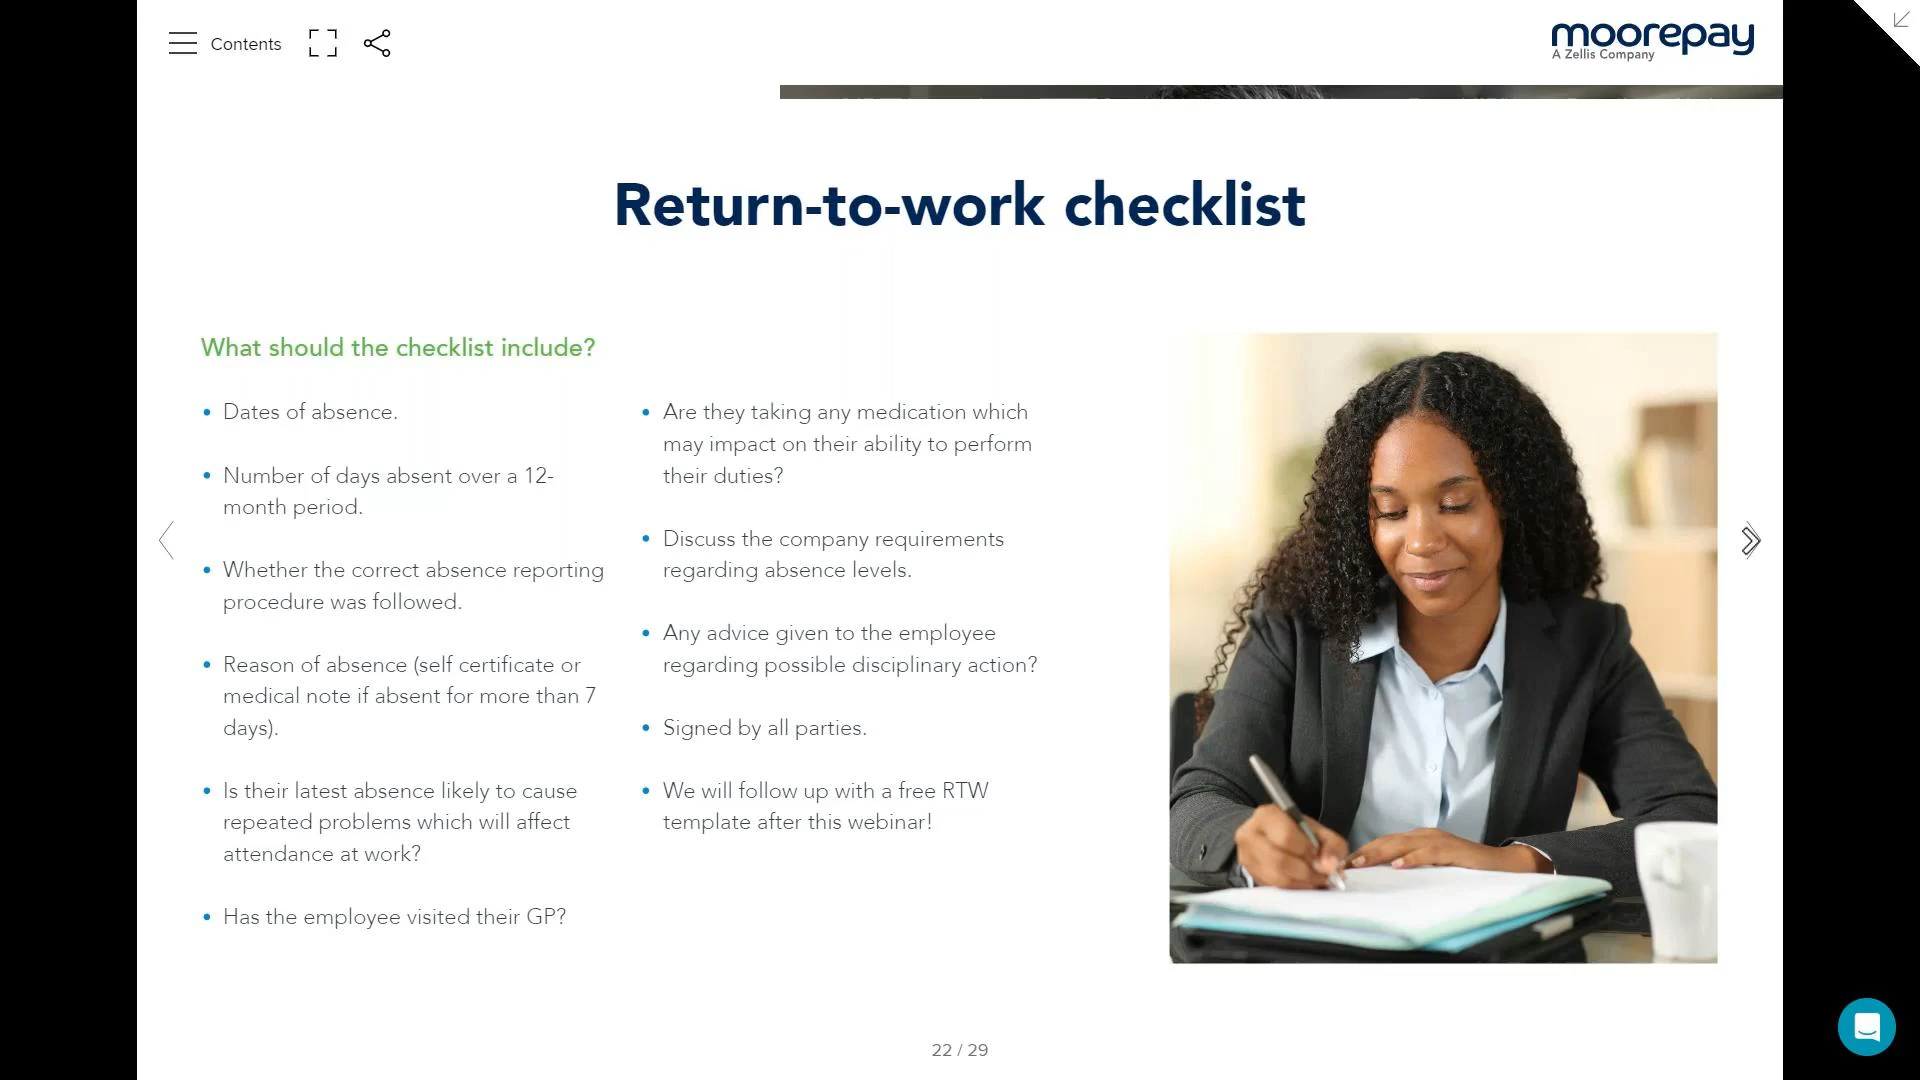 Contents
moorepay
A Zellis Company
Return-to-work checklist
What should the checklist include?
• Dates of absence.
• Number of days absent over a 12-
month period.
• Whether the correct absence reporting
procedure was followed.
• Reason of absence (self certificate or
medical note if absent for more than 7
days).
• Is their latest absence likely to cause
repeated problems which will affect
attendance at work?
• Has the employee visited their GP?
• Are they taking any medication which
may impact on their ability to perform
their duties?
• Discuss the company requirements
regarding absence levels.
• Any advice given to the employee
regarding possible disciplinary action?
• Signed by all parties.
• We will follow up with a free RTW
template after this webinar!
22 / 29